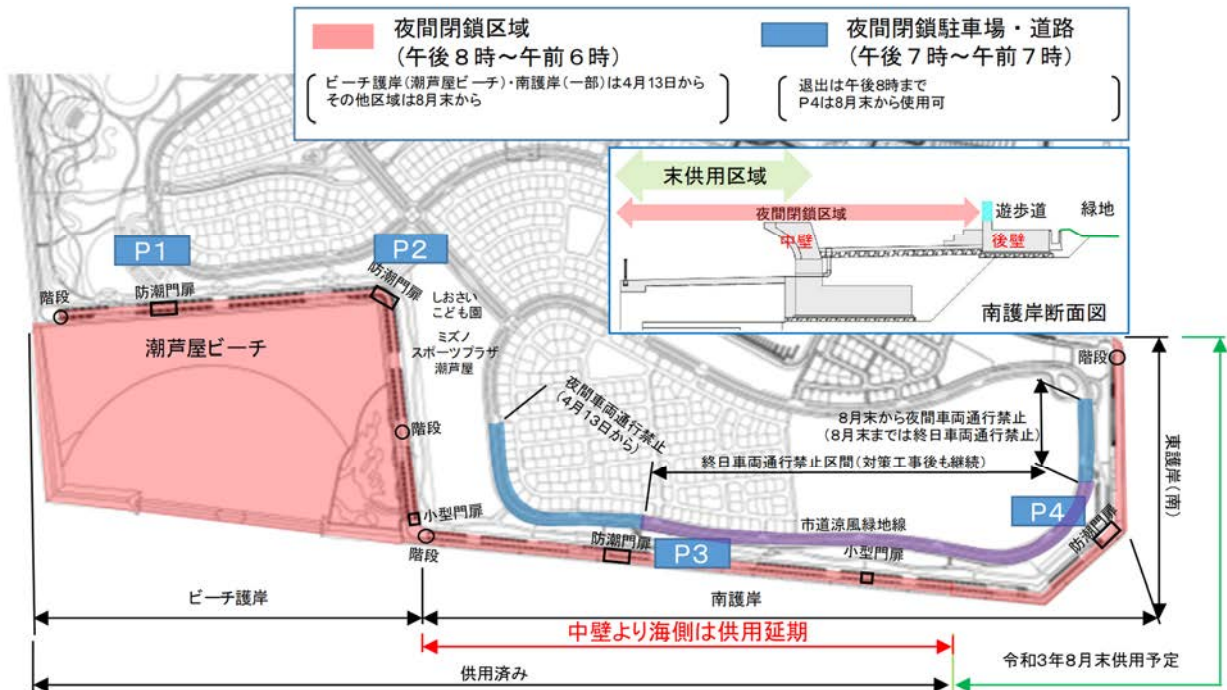 夜間閉鎖区域
(午後8時～午前6時)
ビーチ護岸(潮芦屋ビーチ)・南護岸(一部)は4月13日から
その他区域は8月末から
夜間閉鎖駐車場・道路
(午後7時～午前7時)
退出は午後8時まで
P4は8月末から使用可
末供用区域
夜間閉鎖区域
遊歩道
緑地
中壁
後壁
南護岸断面図
P1
P2
階段
防潮門扉
防潮門扉
しおさい
こども園
ミズノ
スポーツプラザ
潮芦屋
潮芦屋ビーチ
階段
夜間車両通行禁止
(4月13日から)
8月末から夜間車両通行禁止
(8月末までは終日車両通行禁止)
終日車両通行禁止区間(対策工事後も継続)
階段
東護岸(南)
小型門扉
階段
防潮門扉
P3
市道涼風緑地線
小型門扉
P4
防潮門扉
ビーチ護岸
南護岸
中壁より海側は供用延期
供用済み
令和3年8月末供用予定